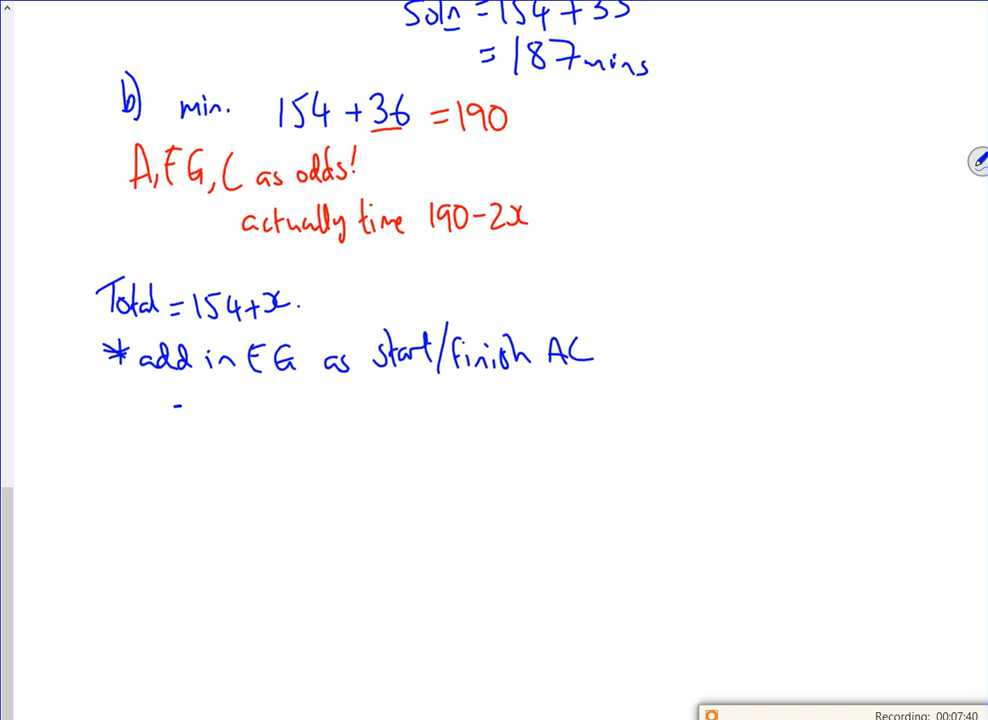 Soln = 154 + 33
= 187 mins
b) min. 154 + 36 = 190
A, E G, C as odds!
actually time 190 - 2x
Total = 154 + x.
* add in E G as start/finish AC
-
Recording: 00:07:40